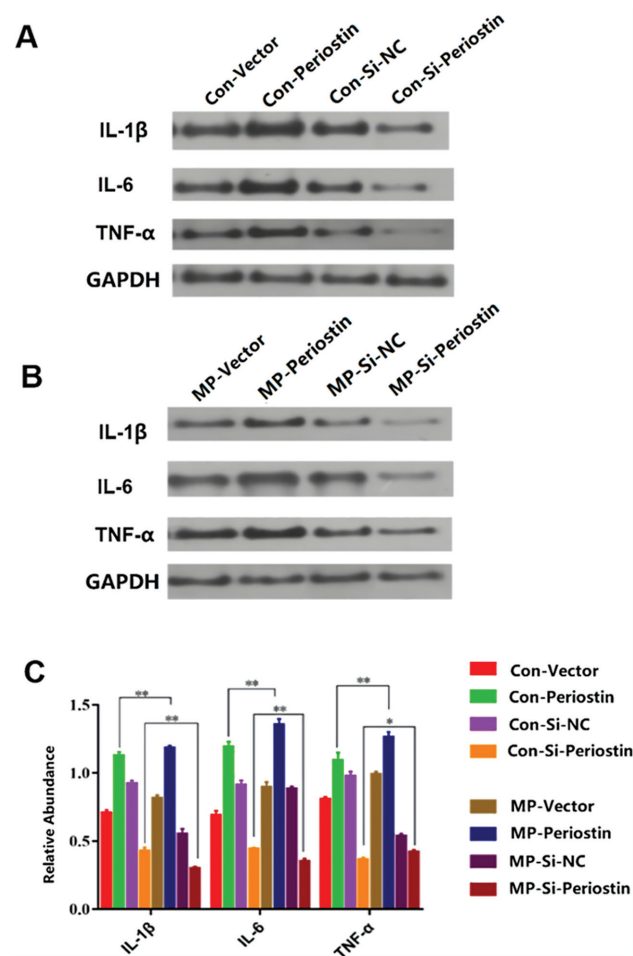 A
Con-Vector
Con-Periostin
Con-Si-NC
Con-Si-Periostin
IL-1β
IL-6
TNF-α
GAPDH
B
MP-Vector
MP-Periostin
MP-Si-NC
MP-Si-Periostin
IL-1β
IL-6
TNF-α
GAPDH
C
Relative Abundance
1.5
1.0
0.5
0.0
**
**
**
**
**
*
IL-1β
IL-6
TNF-α
Con-Vector
Con-Periostin
Con-Si-NC
Con-Si-Periostin
MP-Vector
MP-Periostin
MP-Si-NC
MP-Si-Periostin